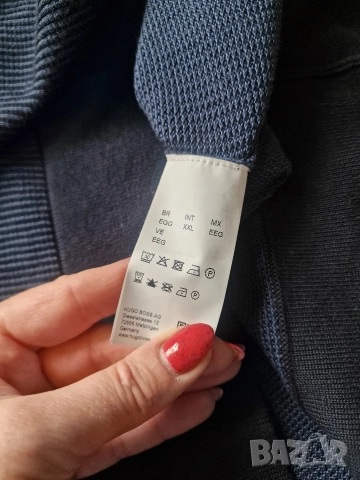 BR INT MX
EGG XXL EEG
VE
EEG
HUGO BOSS AG
Dieselstrasse 12
72555 Metzingen
Germany
BAZAR